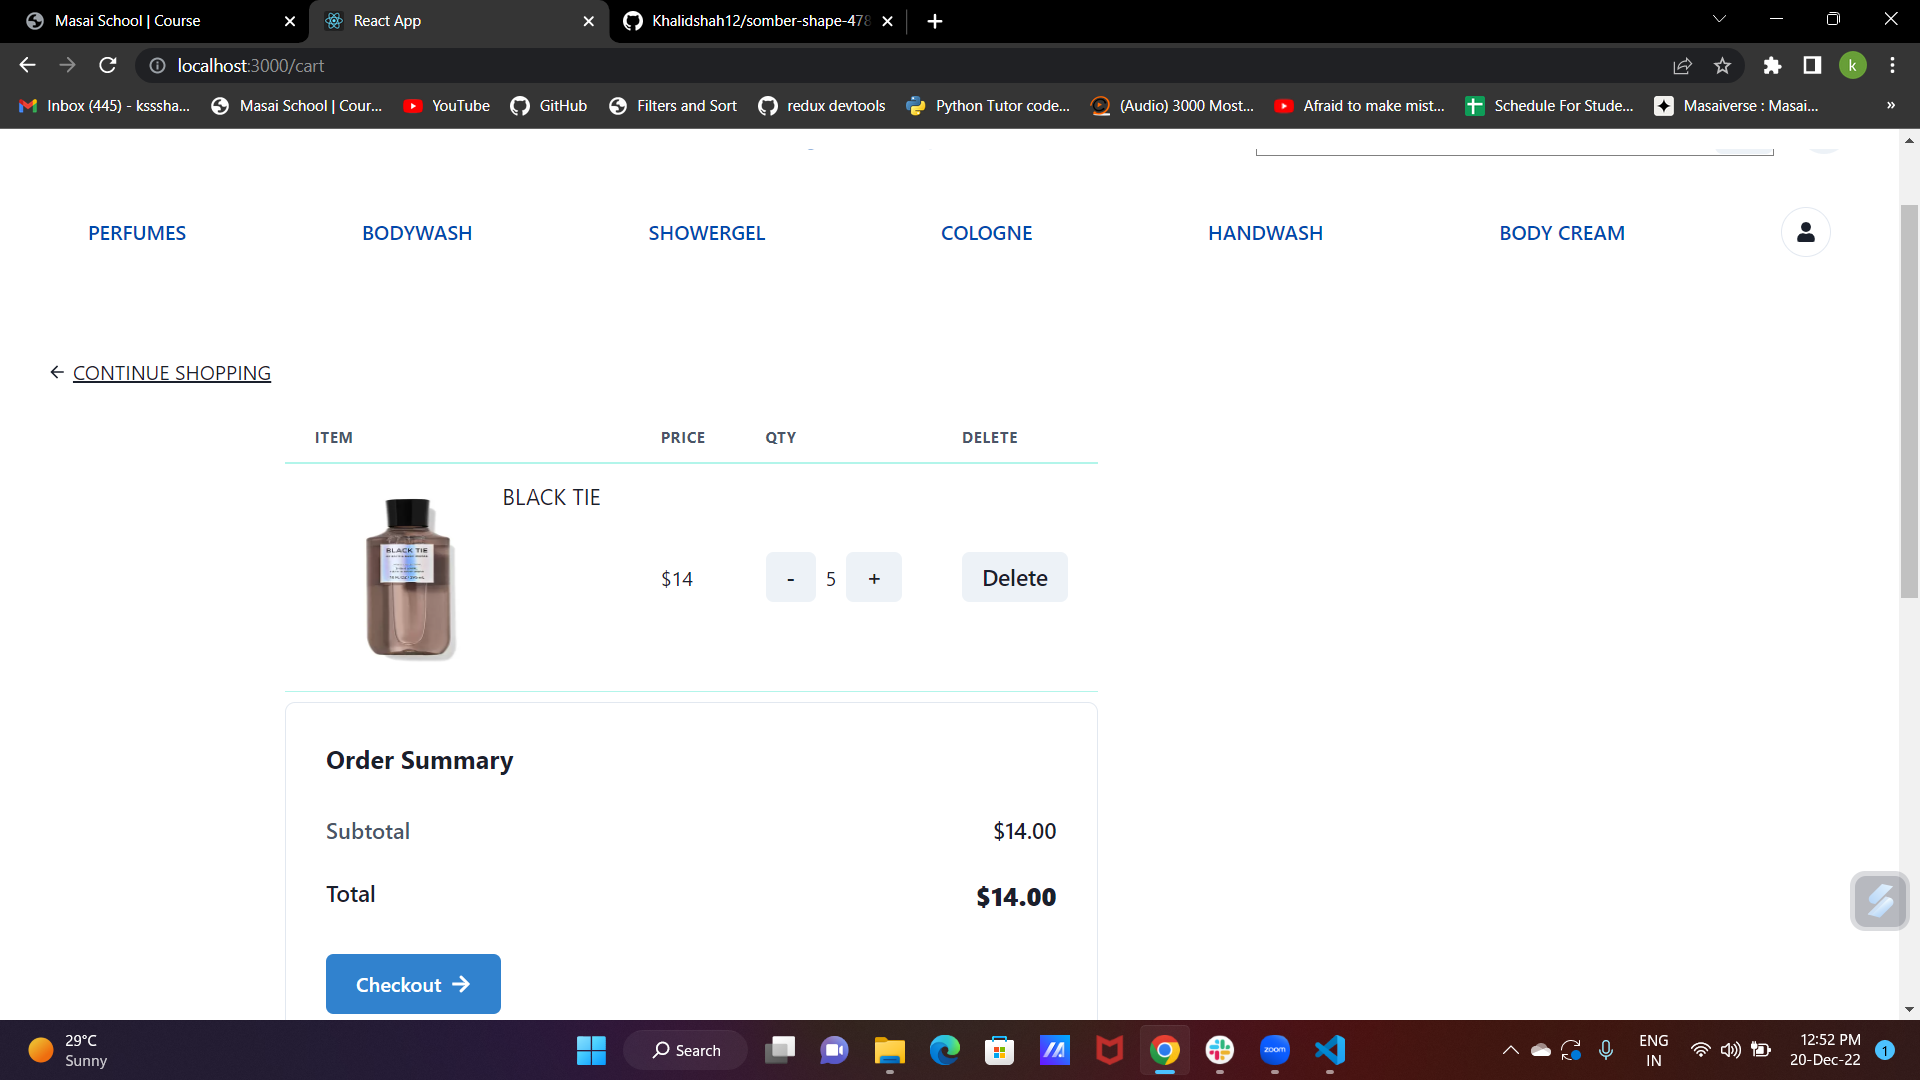 Masai School | Course
React App
Khalidshah12/somber-shape-478
localhost:3000/cart
k
Inbox (445) - ksssha...
Masai School | Cour...
YouTube
GitHub
Filters and Sort
redux devtools
Python Tutor code...
(Audio) 3000 Most...
Afraid to make mist...
Schedule For Stude...
Masaiverse : Masai...
»
PERFUMES
BODYWASH
SHOWERGEL
COLOGNE
HANDWASH
BODY CREAM
CONTINUE SHOPPING
ITEM
PRICE
QTY
DELETE
BLACK TIE
BLACK TIE
$14
-
5
+
Delete
Order Summary
Subtotal
$14.00
Total
$14.00
Checkout
29°C
Sunny
Search
zoom
ENG
IN
12:52 PM
20-Dec-22
1